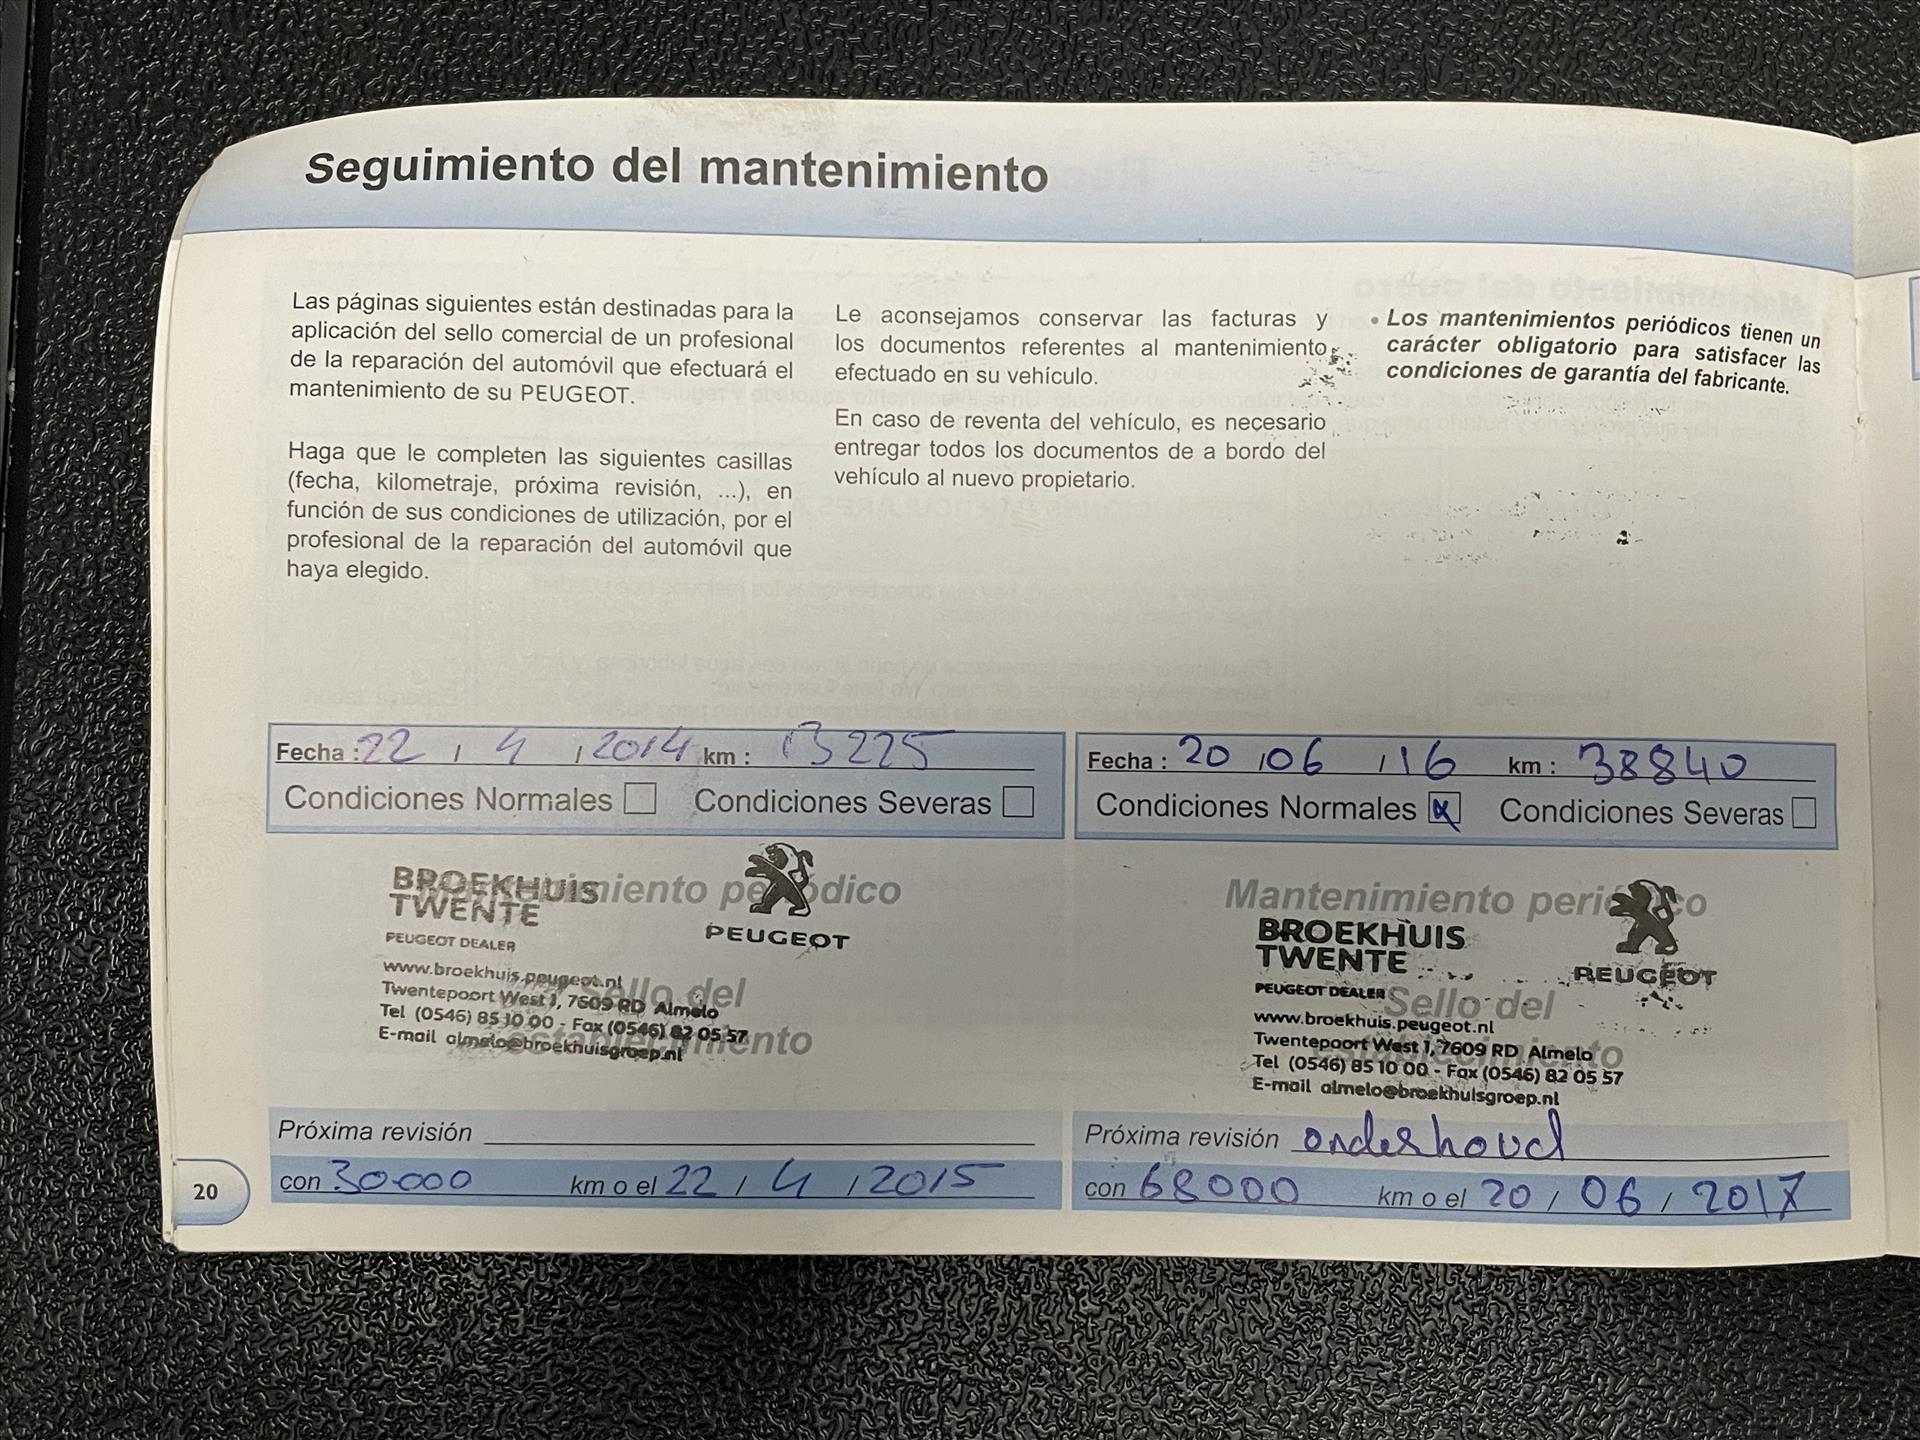 Seguimiento del mantenimiento
Las páginas siguientes están destinadas para la
aplicación del sello comercial de un profesional
de la reparación del automóvil que efectuará el
mantenimiento de su PEUGEOT.
Haga que le completen las siguientes casillas
(fecha, kilometraje, próxima revisión, ...), en
función de sus condiciones de utilización, por el
profesional de la reparación del automóvil que
haya elegido.
Le aconsejamos conservar las facturas y
los documentos referentes al mantenimiento
efectuado en su vehículo.
En caso de reventa del vehículo, es necesario
entregar todos los documentos de a bordo del
vehículo al nuevo propietario.
• Los mantenimientos periódicos tienen un
carácter obligatorio para satisfacer las
condiciones de garantía del fabricante.
Fecha : 22 / 4 / 2014 km : 13225
Condiciones Normales Condiciones Severas
Mantenimiento periódico
BROEKHUIS
TWENTE
PEUGEOT DEALER
PEUGEOT
www.broekhuis.peugeot.nl
Sello del
Twentepoort West 1, 7609 RD Almelo
Tel (0546) 85 10 00 - Fax (0546) 82 05 57
establecimiento
E-mail almelo@broekhuisgroep.nl
Próxima revisión
con 30000 km o el 22 / 4 / 2015
Fecha : 20 / 06 / 16 km : 38840
Condiciones Normales x Condiciones Severas
Mantenimiento periódico
BROEKHUIS
TWENTE
PEUGEOT
PEUGEOT DEALER
Sello del
www.broekhuis.peugeot.nl
Twentepoort West 1, 7609 RD Almelo
establecimiento
Tel (0546) 85 10 00 - Fax (0546) 82 05 57
E-mail almelo@broekhuisgroep.nl
Próxima revisión onderhoud
con 68000 km o el 20 / 06 / 2017
20